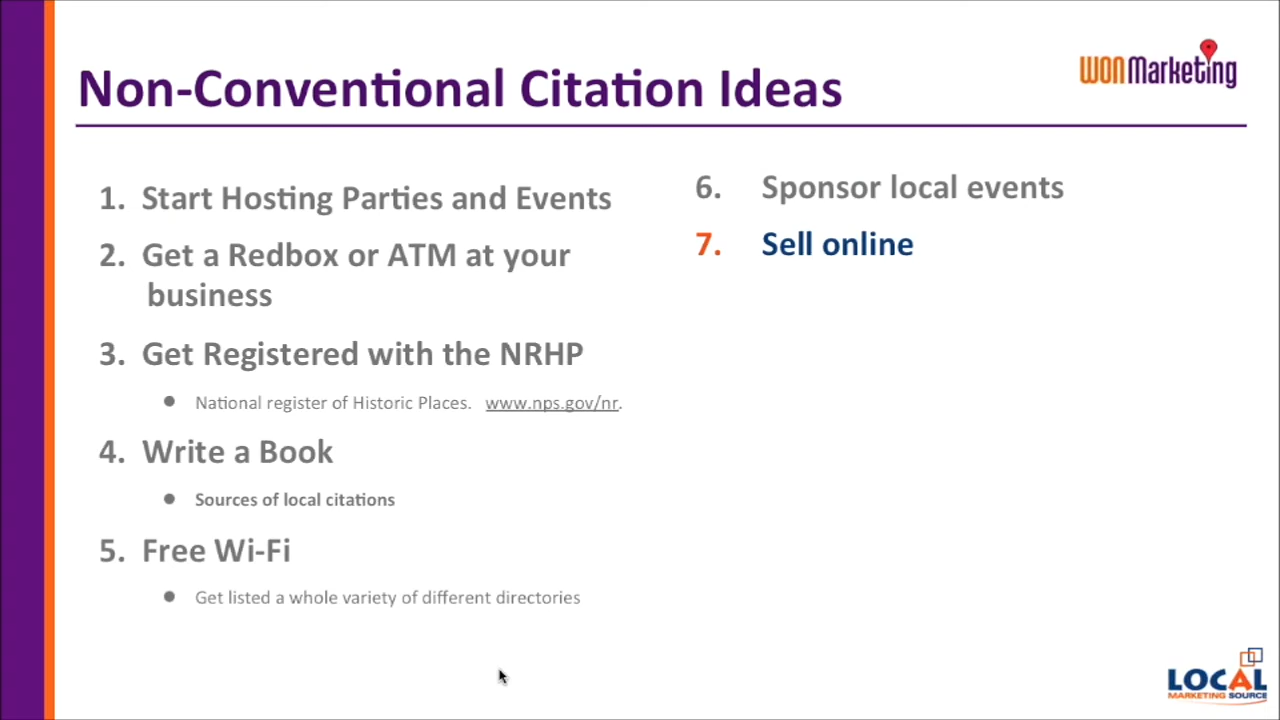 Non-Conventional Citation Ideas
WON Marketing
1. Start Hosting Parties and Events
2. Get a Redbox or ATM at your
business
3. Get Registered with the NRHP
● National register of Historic Places. www.nps.gov/nr.
4. Write a Book
● Sources of local citations
5. Free Wi-Fi
● Get listed a whole variety of different directories
6. Sponsor local events
7. Sell online
LOCAL
MARKETING SOURCE